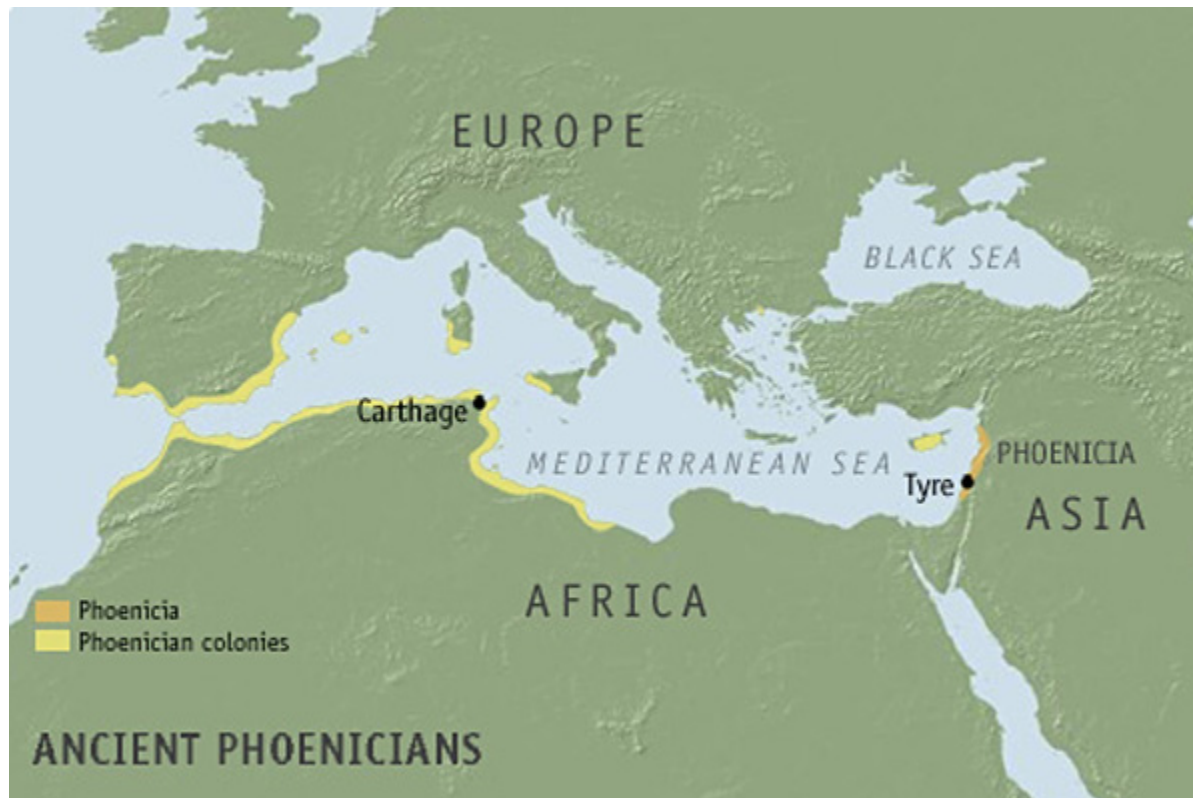 EUROPE
BLACK SEA
Carthage
MEDITERRANEAN SEA
PHOENICIA
Tyre
ASIA
AFRICA
Phoenicia
Phoenician colonies
ANCIENT PHOENICIANS